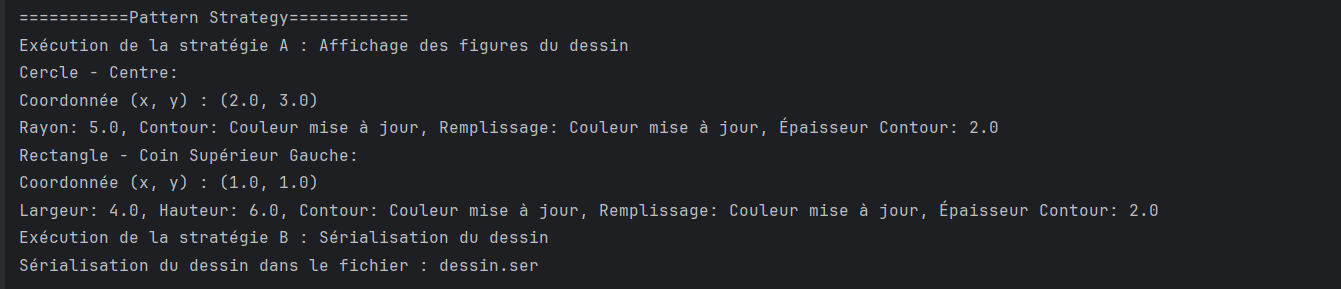 ===========Pattern Strategy============
Exécution de la stratégie A : Affichage des figures du dessin
Cercle - Centre:
Coordonnée (x, y) : (2.0, 3.0)
Rayon: 5.0, Contour: Couleur mise à jour, Remplissage: Couleur mise à jour, Épaisseur Contour: 2.0
Rectangle - Coin Supérieur Gauche:
Coordonnée (x, y) : (1.0, 1.0)
Largeur: 4.0, Hauteur: 6.0, Contour: Couleur mise à jour, Remplissage: Couleur mise à jour, Épaisseur Contour: 2.0
Exécution de la stratégie B : Sérialisation du dessin
Sérialisation du dessin dans le fichier : dessin.ser